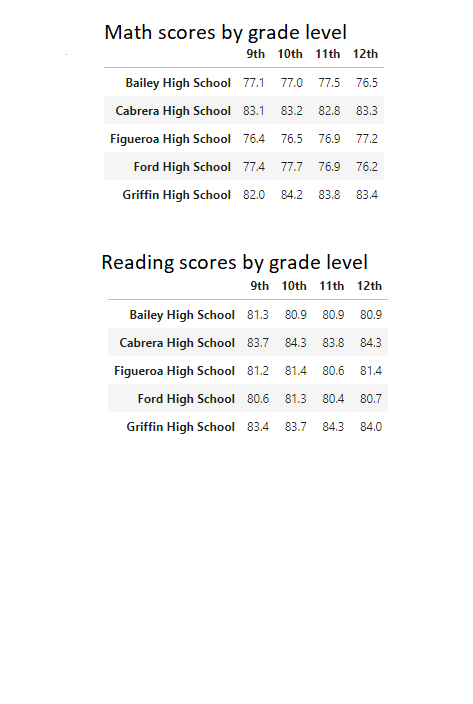 Math scores by grade level
9th 10th 11th 12th
Bailey High School 77.1 77.0 77.5 76.5
Cabrera High School 83.1 83.2 82.8 83.3
Figueroa High School 76.4 76.5 76.9 77.2
Ford High School 77.4 77.7 76.9 76.2
Griffin High School 82.0 84.2 83.8 83.4
Reading scores by grade level
9th 10th 11th 12th
Bailey High School 81.3 80.9 80.9 80.9
Cabrera High School 83.7 84.3 83.8 84.3
Figueroa High School 81.2 81.4 80.6 81.4
Ford High School 80.6 81.3 80.4 80.7
Griffin High School 83.4 83.7 84.3 84.0